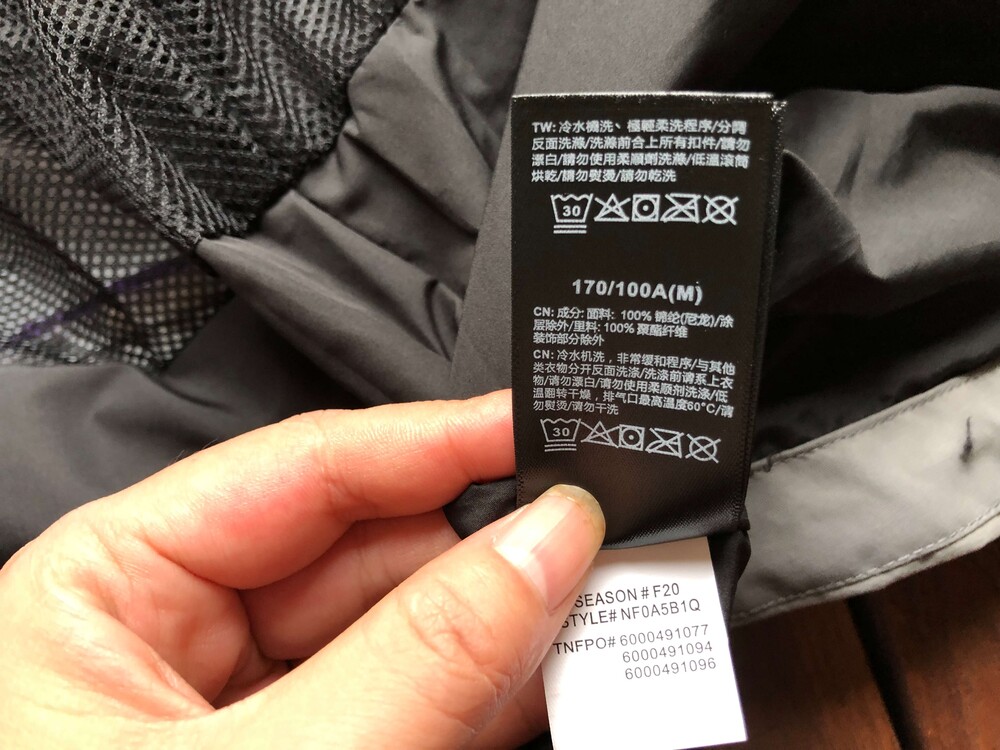 TW: 冷水機洗、極輕柔洗程序/分開
反面洗滌/洗滌前合上所有扣件/請勿
漂白/請勿使用柔順劑洗滌/低溫滾筒
烘乾/請勿熨燙/請勿乾洗
30
170/100A(M)
CN: 成分: 面料: 100% 锦纶(尼龙)/涂
层除外/里料: 100% 聚酯纤维
装饰部分除外
CN: 冷水机洗，非常缓和程序/与其他
类衣物分开反面洗涤/洗涤前请系上衣
物/请勿漂白/请勿使用柔顺剂洗涤/低
温翻转干燥，排气口最高温度60°C/请
勿熨烫/请勿干洗
30
SEASON # F20
STYLE# NF0A5B1Q
TNFPO# 6000491077
6000491094
6000491096